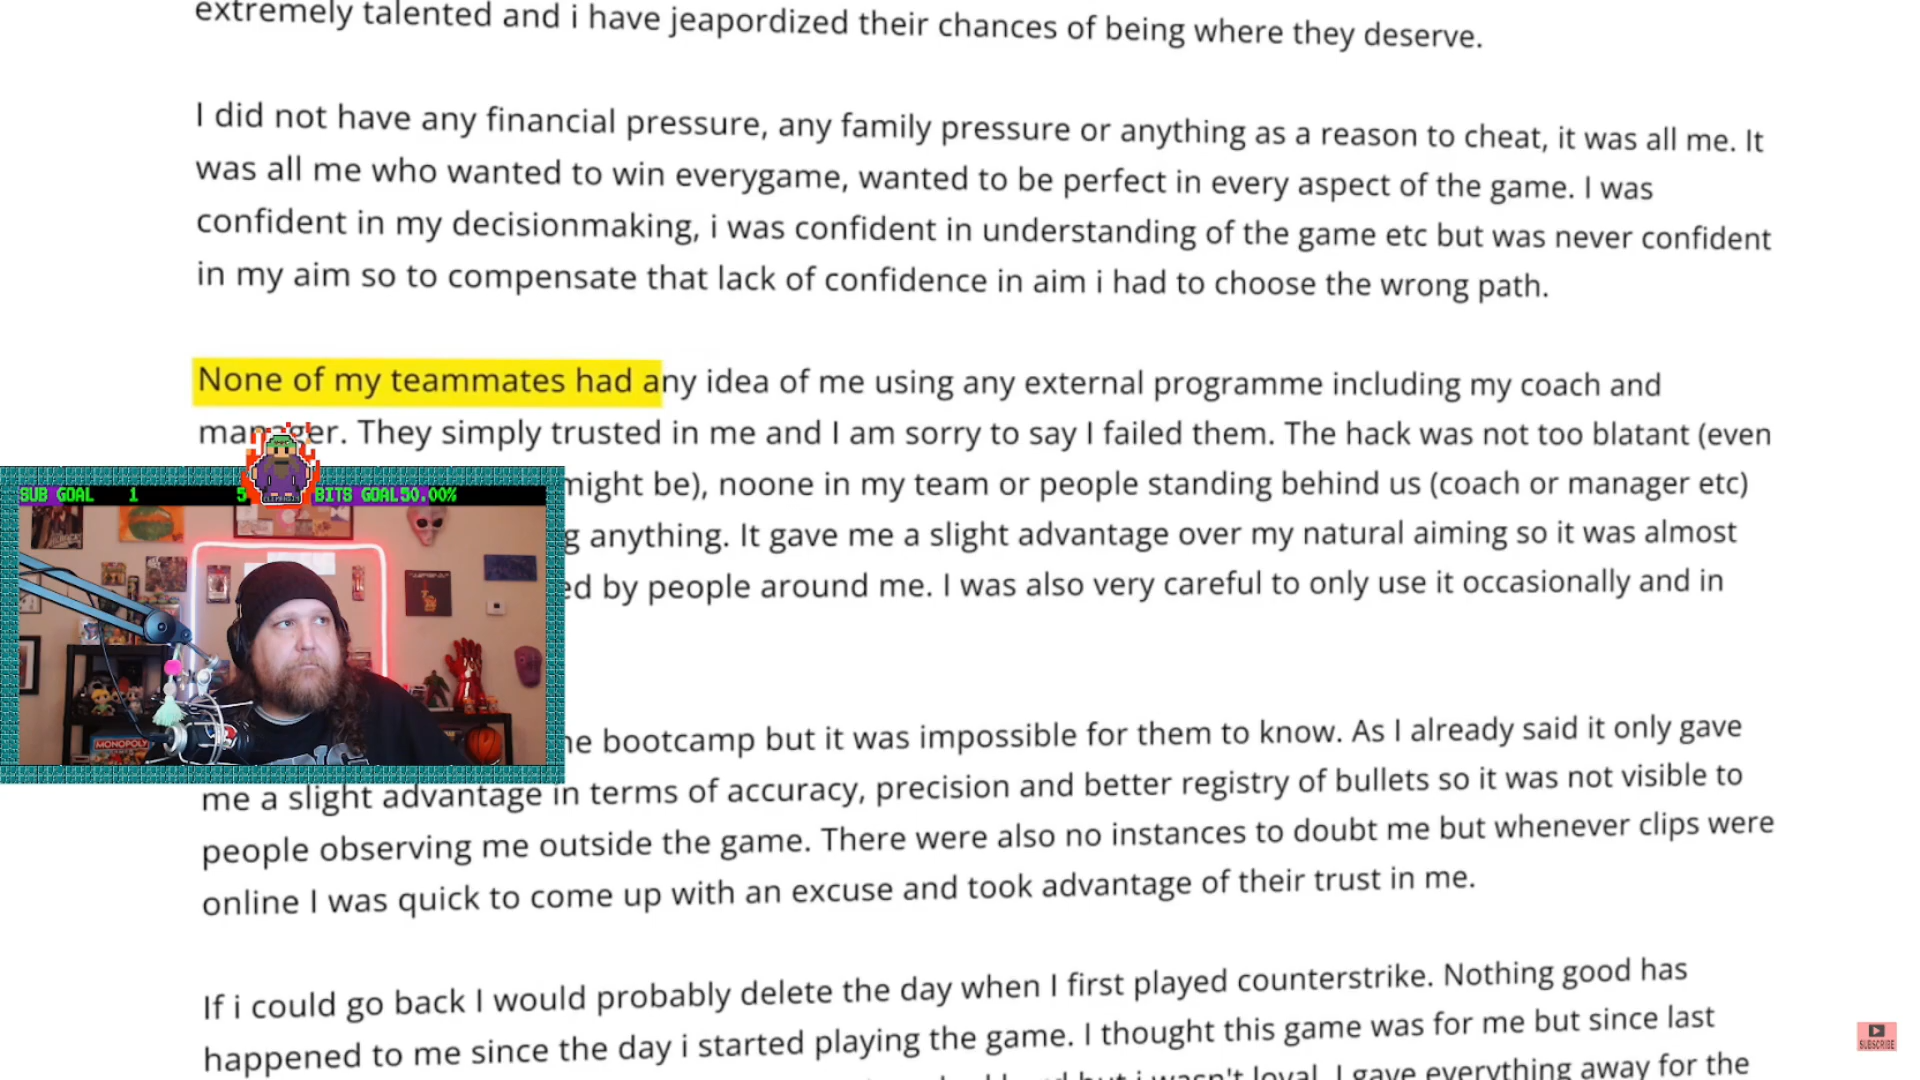 extremely talented and i have jeapordized their chances of being where they deserve.
I did not have any financial pressure, any family pressure or anything as a reason to cheat, it was all me. It
was all me who wanted to win everygame, wanted to be perfect in every aspect of the game. I was
confident in my decisionmaking, i was confident in understanding of the game etc but was never confident
in my aim so to compensate that lack of confidence in aim i had to choose the wrong path.
None of my teammates had any idea of me using any external programme including my coach and
manager. They simply trusted in me and I am sorry to say I failed them. The hack was not too blatant (even
might be), noone in my team or people standing behind us (coach or manager etc)
g anything. It gave me a slight advantage over my natural aiming so it was almost
ed by people around me. I was also very careful to only use it occasionally and in
SUB GOAL 1 5 BITS GOAL 50.00%
MONOPOLY
he bootcamp but it was impossible for them to know. As I already said it only gave
me a slight advantage in terms of accuracy, precision and better registry of bullets so it was not visible to
people observing me outside the game. There were also no instances to doubt me but whenever clips were
online I was quick to come up with an excuse and took advantage of their trust in me.
If i could go back I would probably delete the day when I first played counterstrike. Nothing good has
happened to me since the day i started playing the game. I thought this game was for me but since last
but i wasn't loyal. I gave everything away for the
SUBSCRIBE